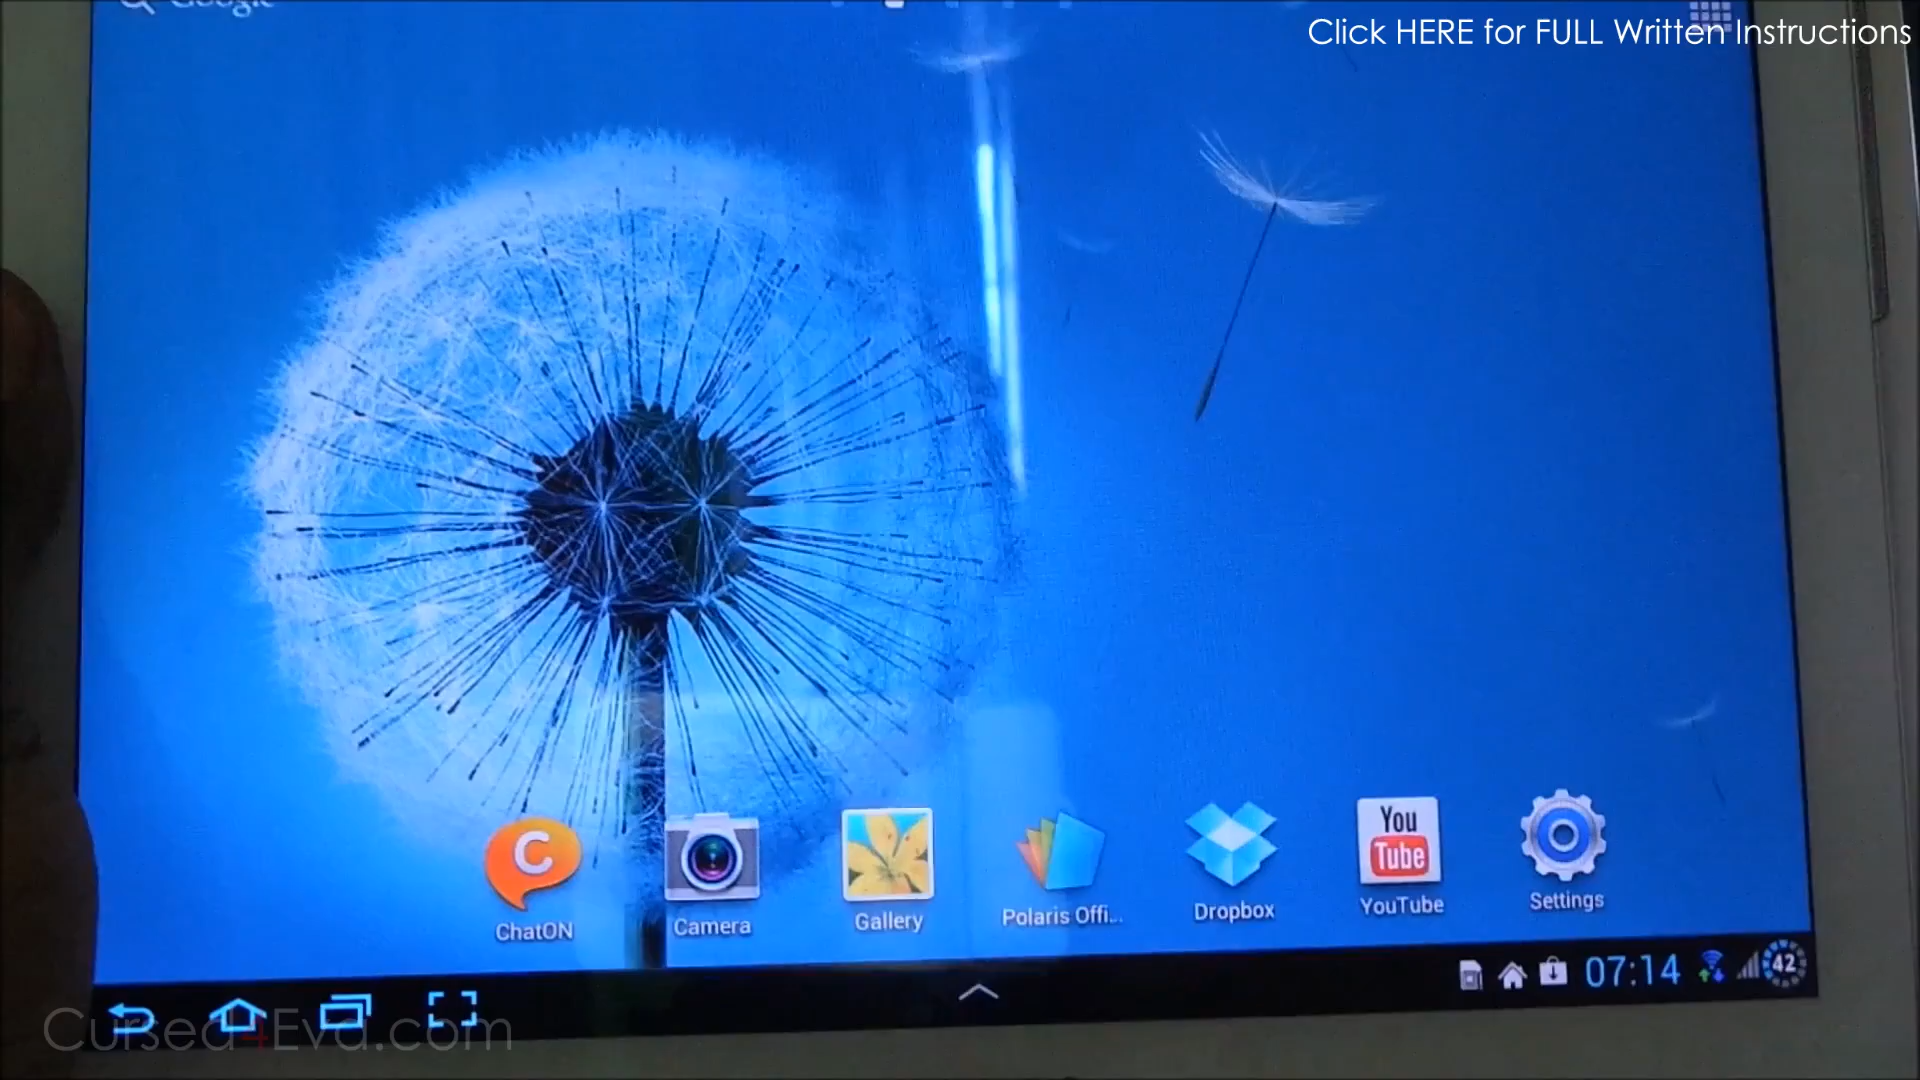 Google
Click HERE for FULL Written Instructions
C
You
Tube
ChatON
Camera
Gallery
Polaris Offi...
Dropbox
YouTube
Settings
07:14
42
Cursed4Eva.com